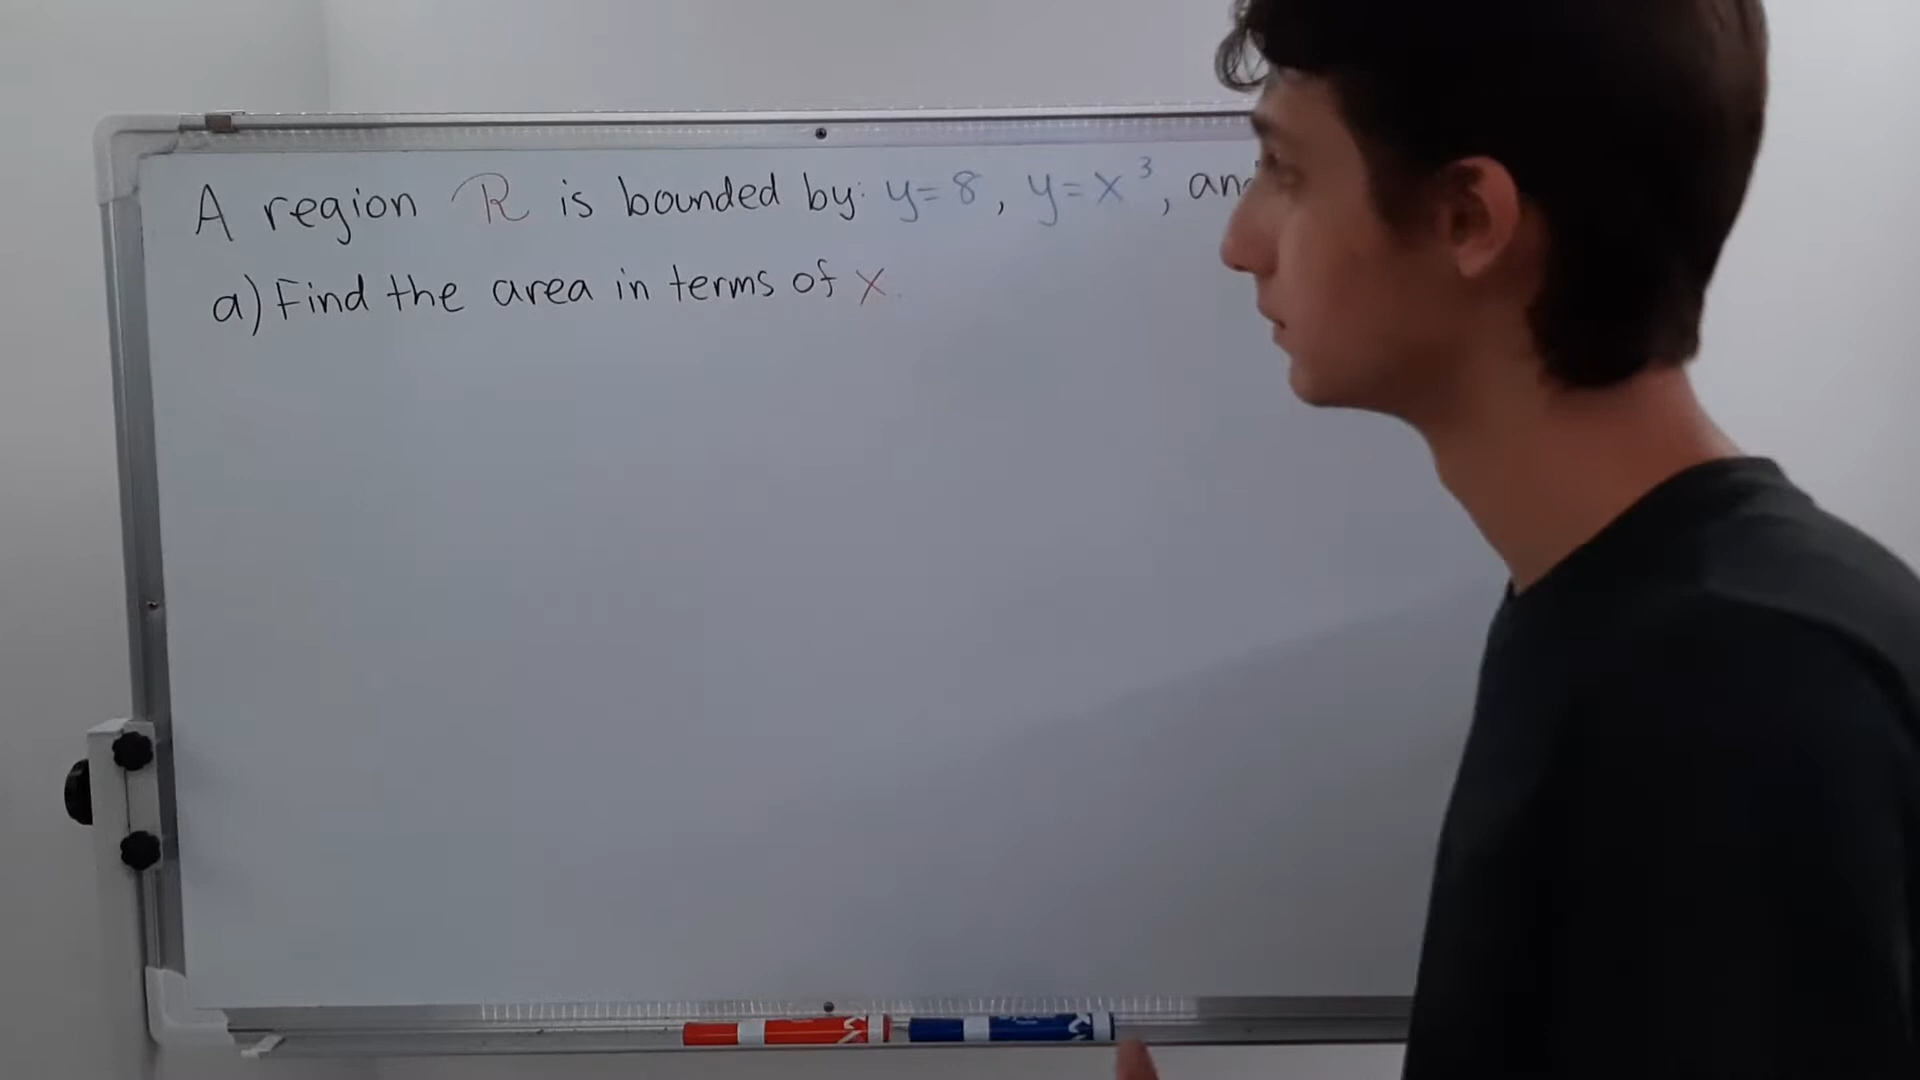 A region R is bounded by: y=8, y=x³, an
a) Find the area in terms of x.